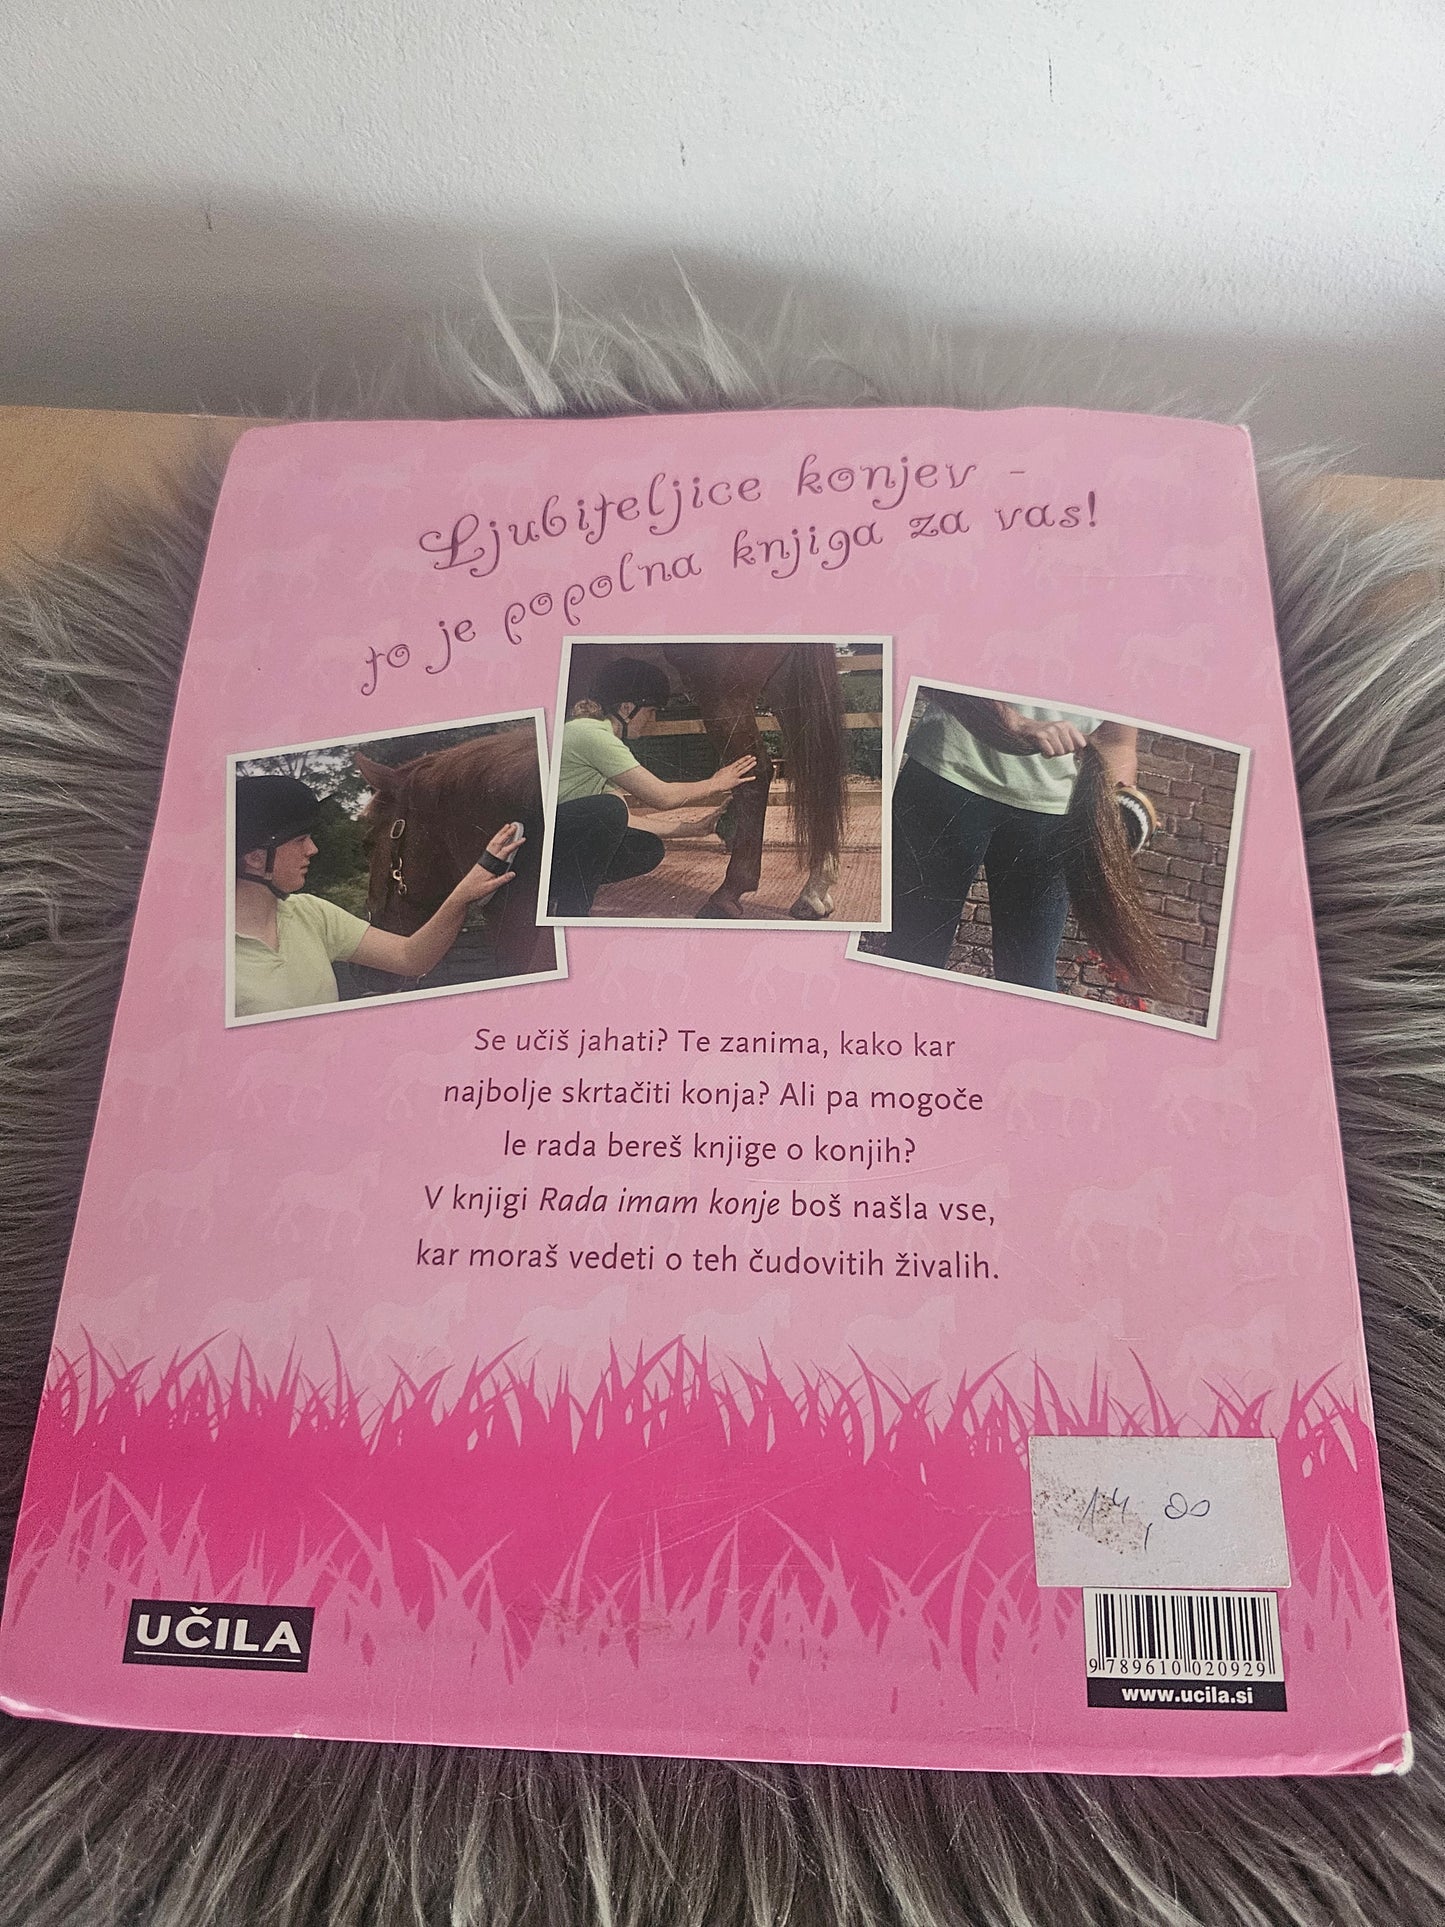 Ljubiteljice konjev -
to je popolna knjiga za vas!
Se učiš jahati? Te zanima, kako kar
najbolje skrtačiti konja? Ali pa mogoče
le rada bereš knjige o konjih?
V knjigi Rada imam konje boš našla vse,
kar moraš vedeti o teh čudovitih živalih.
14,00
UČILA
9 789610 020929
www.ucila.si